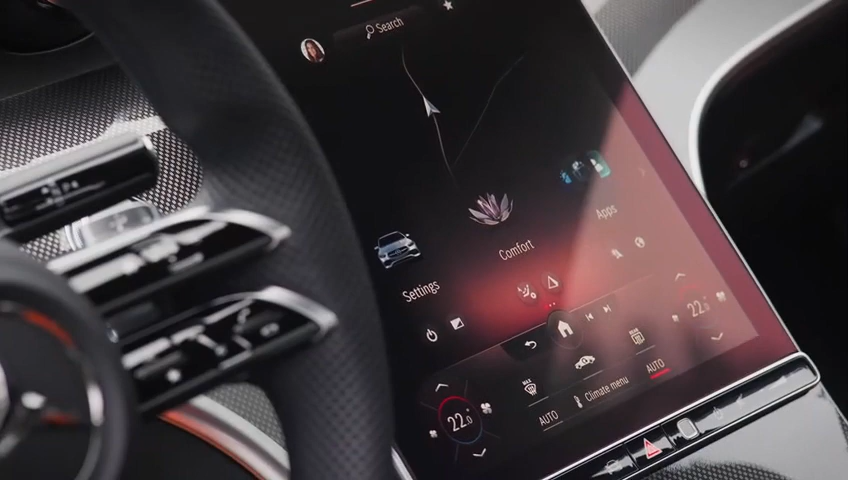 Search
Apps
Comfort
Settings
22.0
AUTO
Climate menu
AUTO
22.0